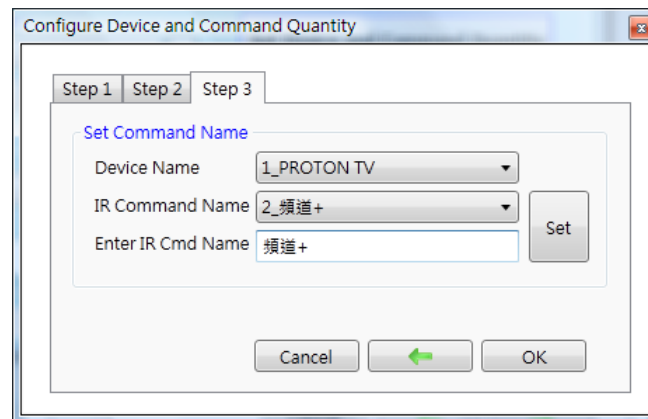 Configure Device and Command Quantity
Step 1 Step 2 Step 3
Set Command Name
Device Name 1_PROTON TV
IR Command Name 2_頻道+
Enter IR Cmd Name 頻道+
Set
Cancel OK